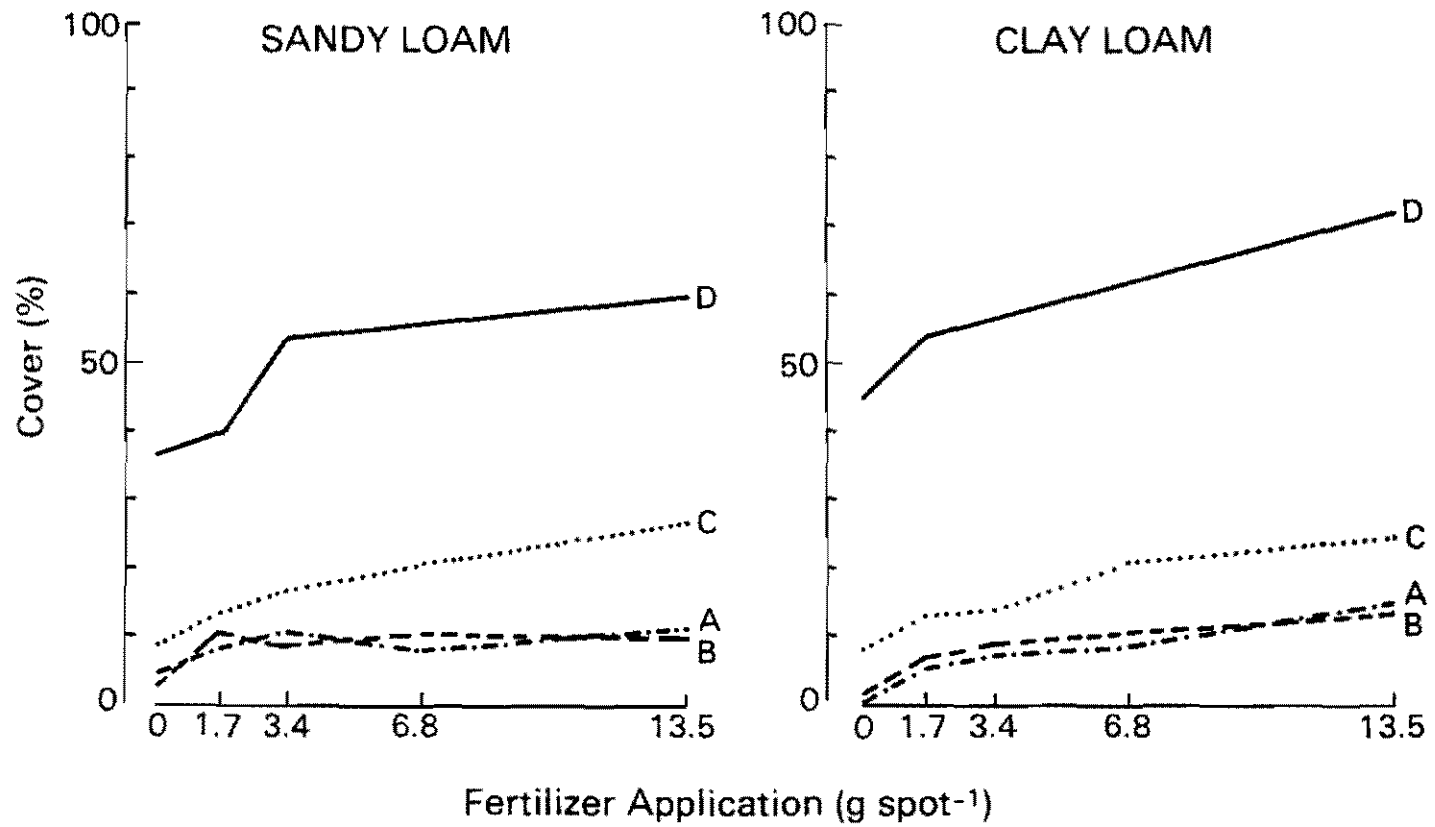 SANDY LOAM
100
50
0
Cover (%)
D
C
A
B
0 1.7 3.4 6.8 13.5
CLAY LOAM
100
50
0
D
C
A
B
0 1.7 3.4 6.8 13.5
Fertilizer Application (g spot-1)